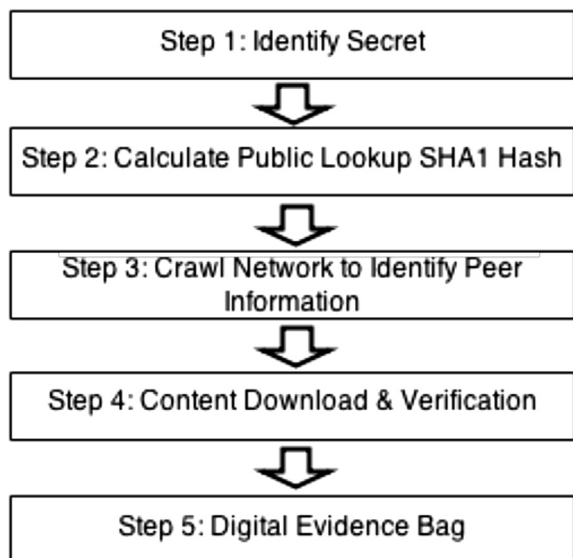 Step 1: Identify Secret
Step 2: Calculate Public Lookup SHA1 Hash
Step 3: Crawl Network to Identify Peer
Information
Step 4: Content Download & Verification
Step 5: Digital Evidence Bag